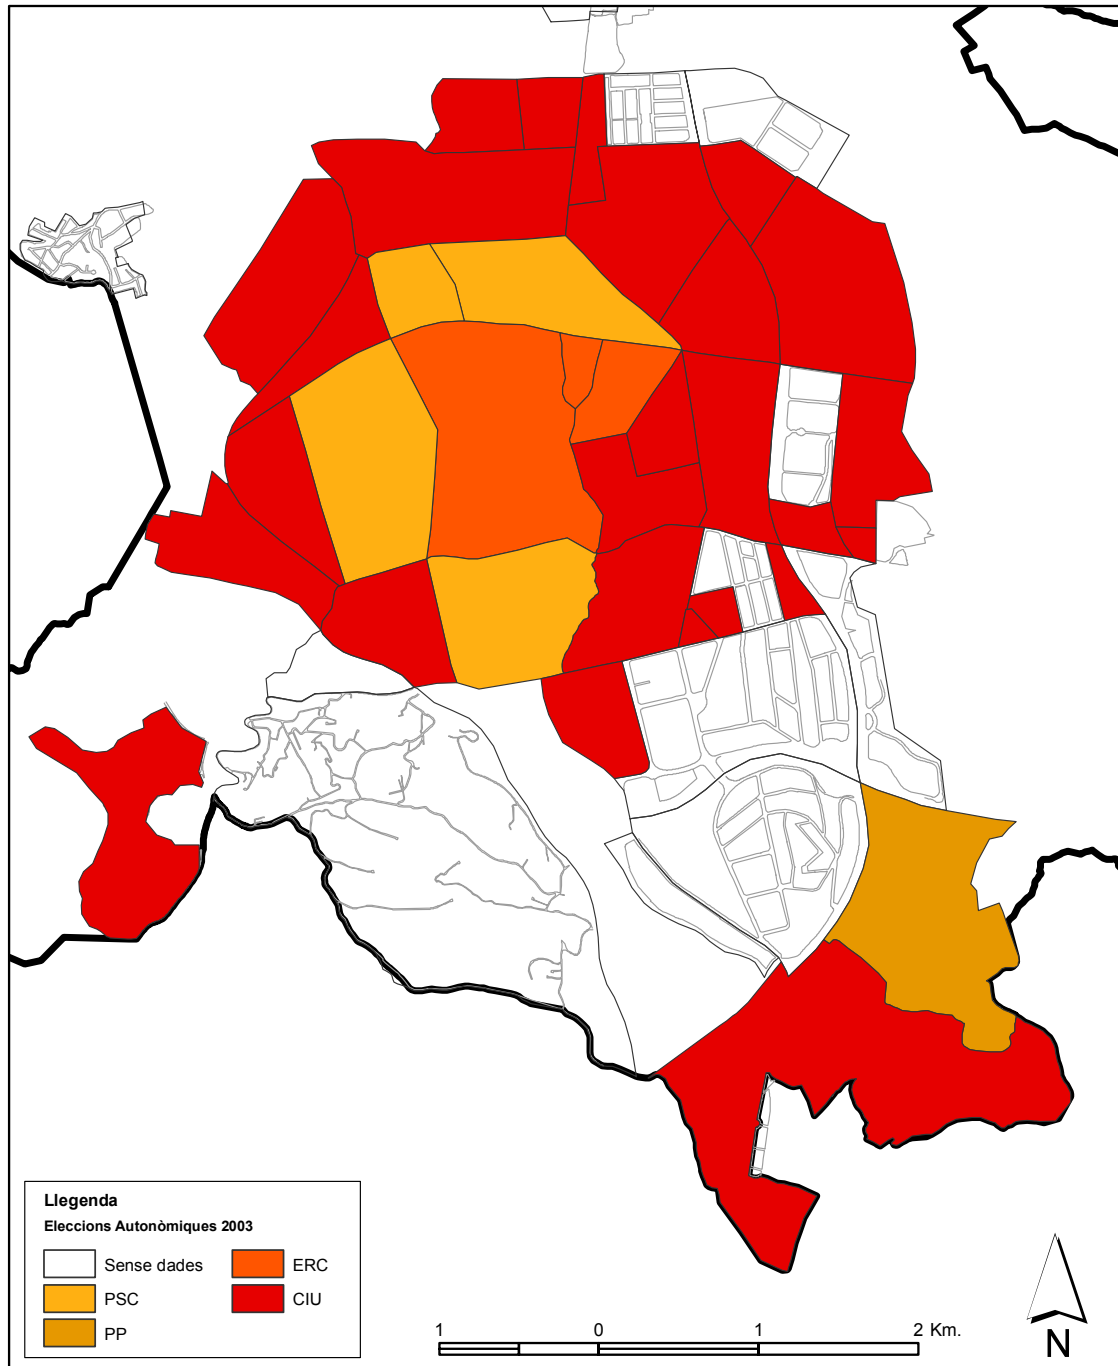 Llegenda
Eleccions Autonòmiques 2003
Sense dades
PSC
PP
ERC
CIU
1 0 1 2 Km.
N